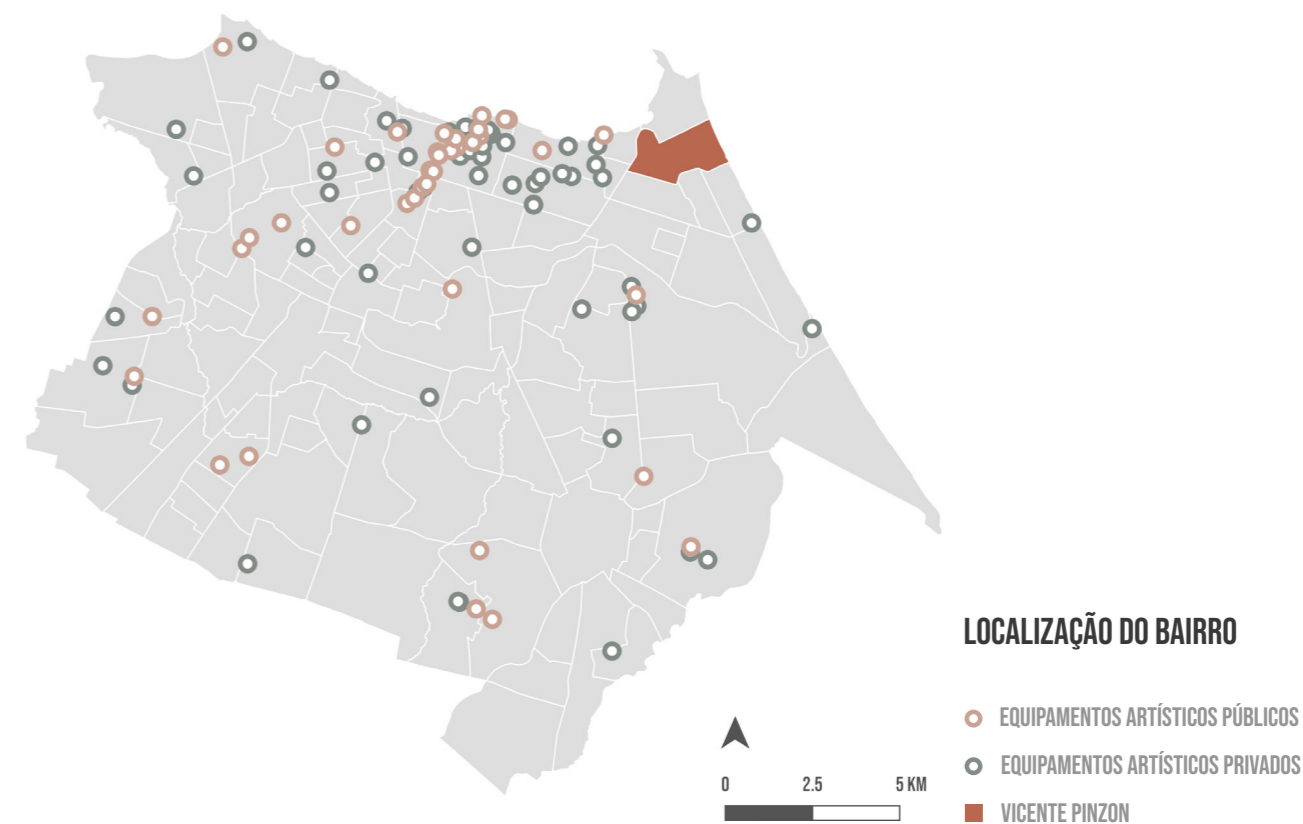 LOCALIZAÇÃO DO BAIRRO
EQUIPAMENTOS ARTÍSTICOS PÚBLICOS
EQUIPAMENTOS ARTÍSTICOS PRIVADOS
VICENTE PINZON
0 2.5 5 KM